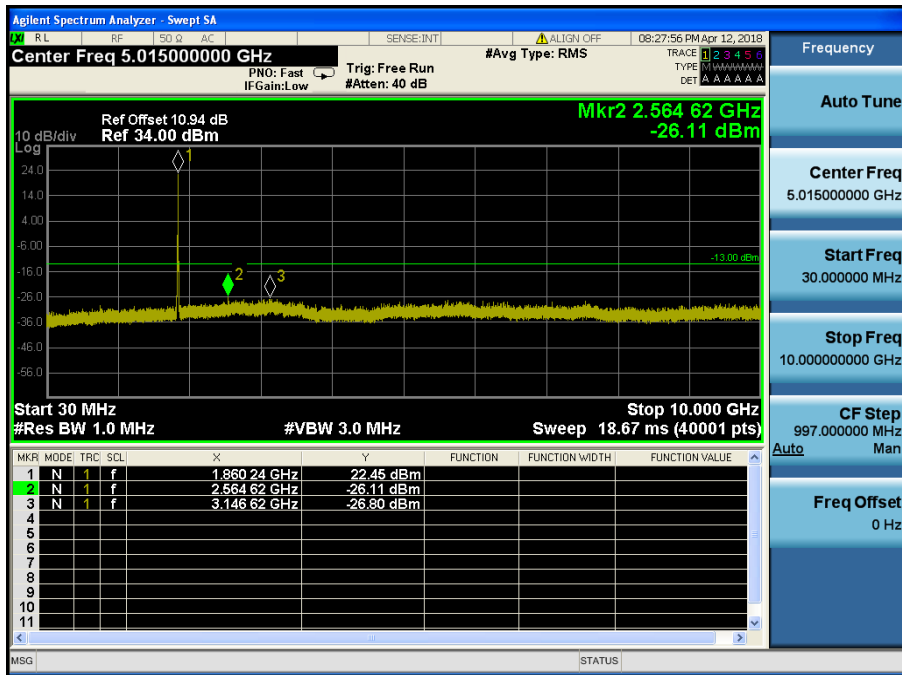 Agilent Spectrum Analyzer - Swept SA
LXI RL RF 50 Ω AC SENSE:INT ALIGN OFF 08:27:56 PM Apr 12, 2018
Center Freq 5.015000000 GHz #Avg Type: RMS TRACE 1 2 3 4 5 6
PNO: Fast Trig: Free Run TYPE M WWWWW
IFGain:Low #Atten: 40 dB DET A A A A A A
Frequency
Auto Tune
Center Freq
5.015000000 GHz
Start Freq
30.000000 MHz
Stop Freq
10.000000000 GHz
CF Step
997.000000 MHz
Auto Man
Freq Offset
0 Hz
Mkr2 2.564 62 GHz
-26.11 dBm
Ref Offset 10.94 dB
10 dB/div Ref 34.00 dBm
Log
24.0
14.0
4.00
-6.00
-16.0
-26.0
-36.0
-46.0
-56.0
1
2
3
-13.00 dBm
Start 30 MHz Stop 10.000 GHz
#Res BW 1.0 MHz #VBW 3.0 MHz Sweep 18.67 ms (40001 pts)
MKR MODE TRC SCL X Y FUNCTION FUNCTION WIDTH FUNCTION VALUE
1 N 1 f 1.860 24 GHz 22.45 dBm
2 N 1 f 2.564 62 GHz -26.11 dBm
3 N 1 f 3.146 62 GHz -26.80 dBm
4
5
6
7
8
9
10
11
MSG STATUS